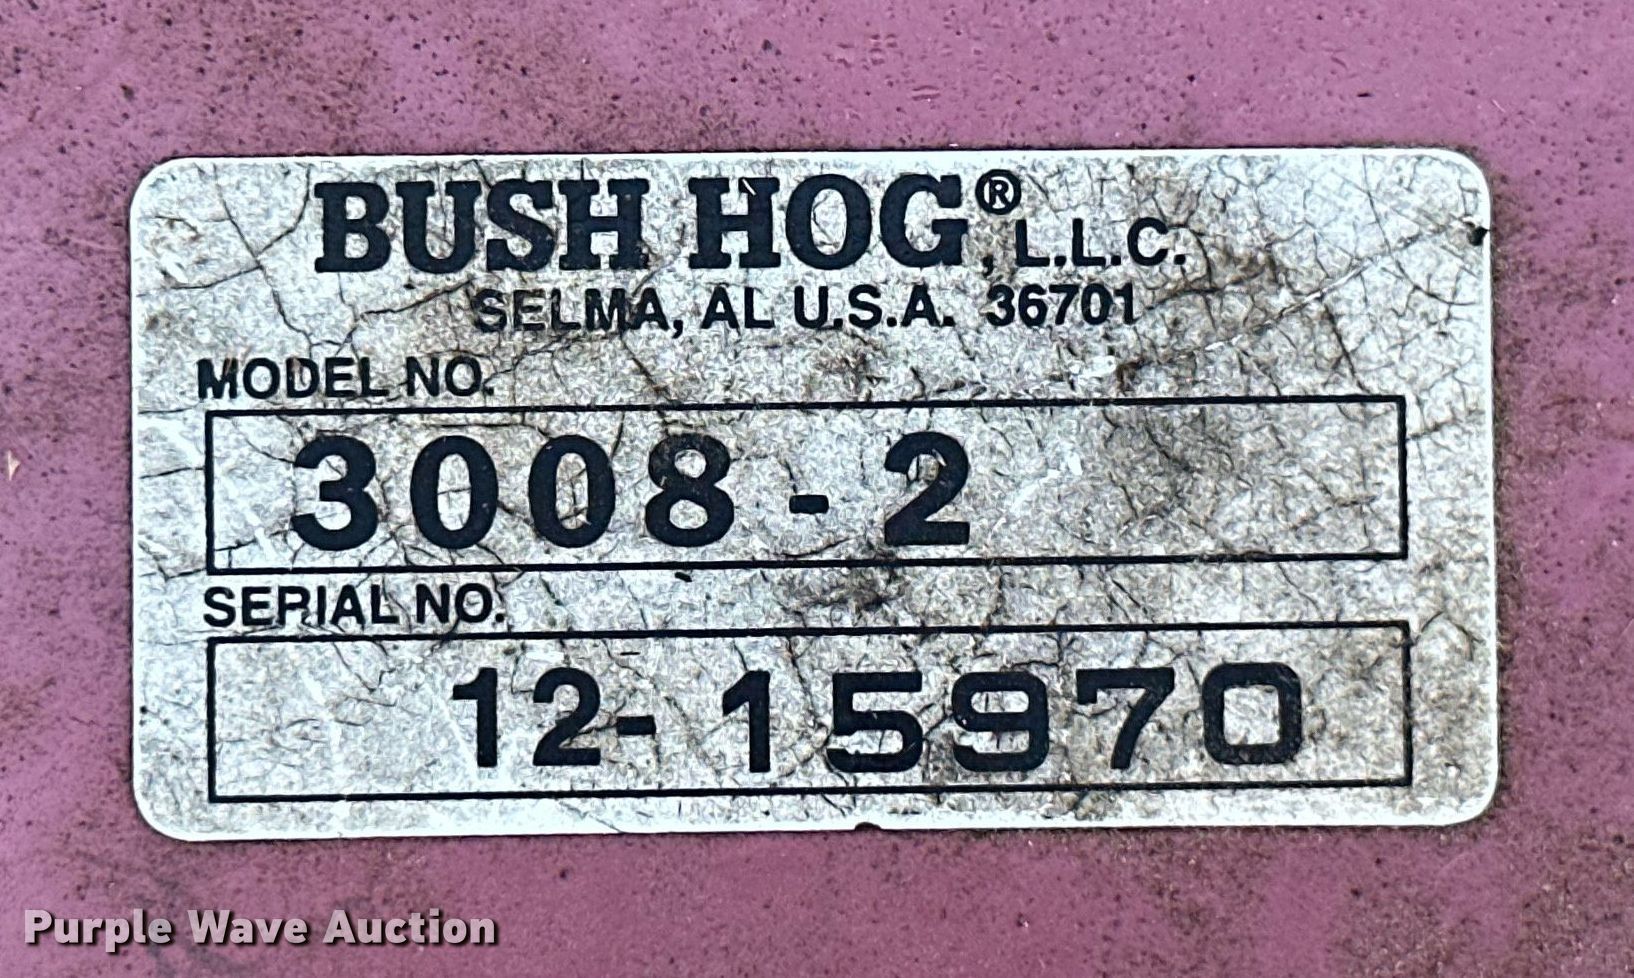 BUSH HOG®, L.L.C.
SELMA, AL U.S.A. 36701
MODEL NO.
3008-2
SERIAL NO.
12-15970
Purple Wave Auction